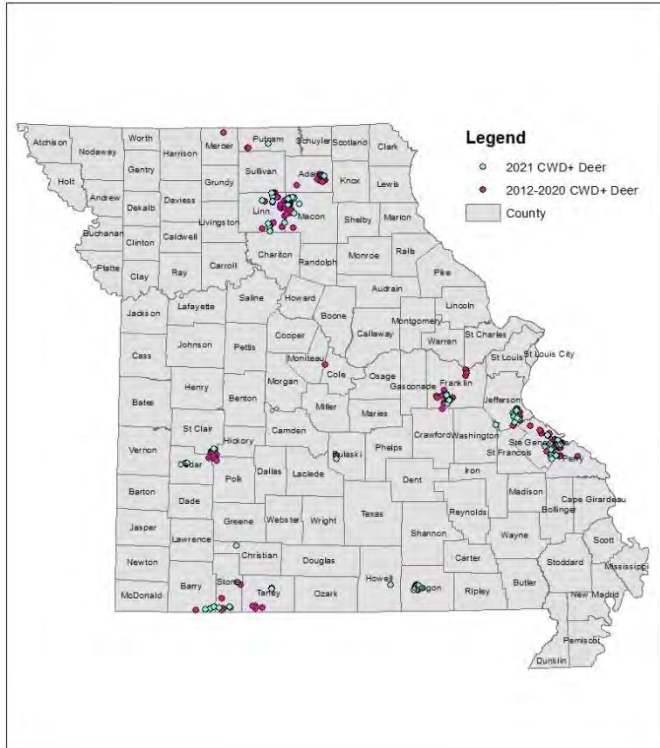 Legend
2021 CWD+ Deer
2012-2020 CWD+ Deer
County
Atchison
Nodaway
Worth
Harrison
Mercer
Putnam
Schuyler
Scotland
Clark
Holt
Gentry
Sullivan
Adair
Knox
Lewis
Andrew
Dekalb
Daviess
Grundy
Linn
Macon
Shelby
Marion
Buchanan
Clinton
Caldwell
Livingston
Chariton
Randolph
Monroe
Ralls
Platte
Clay
Ray
Carroll
Pike
Audrain
Jackson
Lafayette
Saline
Howard
Boone
Callaway
Montgomery
Lincoln
Warren
St Charles
St Louis
St Louis City
Cass
Johnson
Pettis
Cooper
Moniteau
Cole
Osage
Gasconade
Franklin
Jefferson
Bates
Henry
Benton
Morgan
Miller
Maries
St Clair
Camden
Crawford
Washington
Ste Genevieve
St Francois
Perry
Vernon
Cedar
Hickory
Polk
Dallas
Laclede
Pulaski
Phelps
Dent
Iron
Madison
Bollinger
Cape Girardeau
Barton
Dade
Greene
Webster
Wright
Texas
Shannon
Reynolds
Wayne
Scott
Jasper
Lawrence
Christian
Douglas
Carter
Stoddard
Mississippi
Newton
McDonald
Barry
Stone
Taney
Ozark
Howell
Oregon
Ripley
Butler
New Madrid
Pemiscot
Dunklin